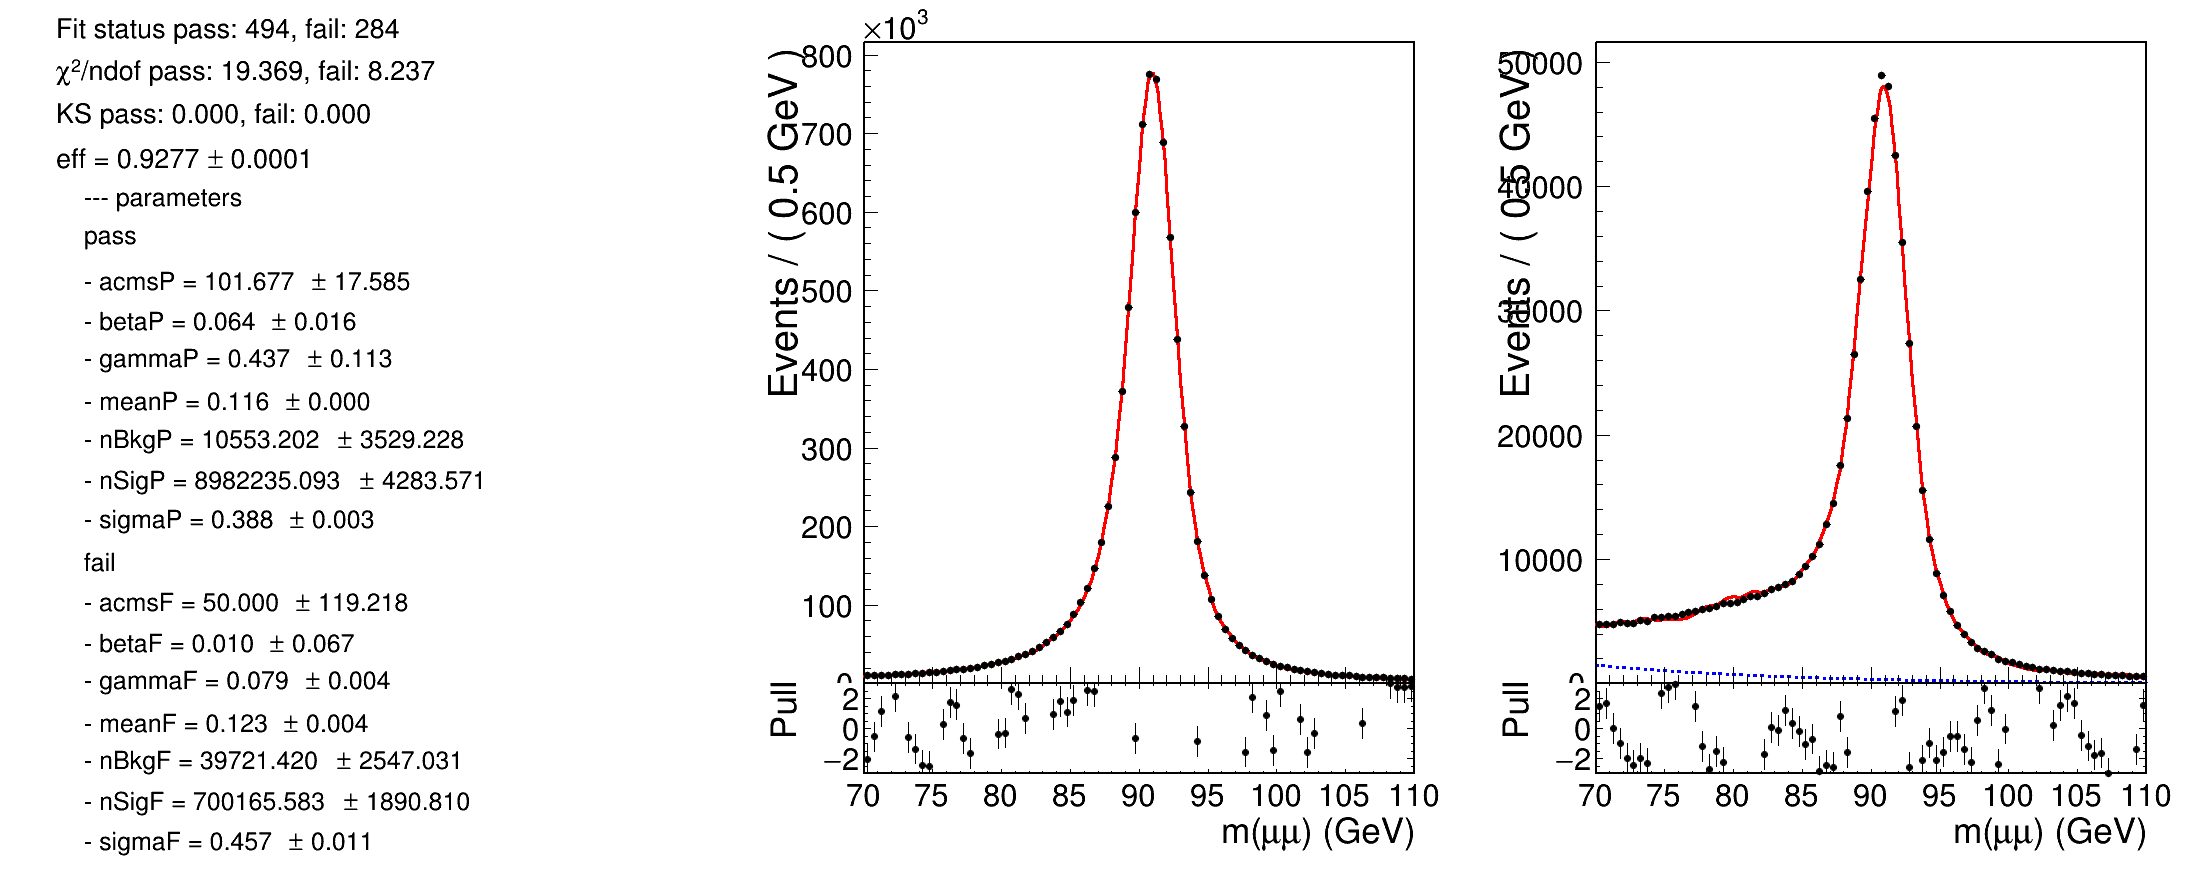 Fit status pass: 494, fail: 284
χ²/ndof pass: 19.369, fail: 8.237
KS pass: 0.000, fail: 0.000
eff = 0.9277 ± 0.0001
--- parameters
pass
- acmsP = 101.677 ± 17.585
- betaP = 0.064 ± 0.016
- gammaP = 0.437 ± 0.113
- meanP = 0.116 ± 0.000
- nBkgP = 10553.202 ± 3529.228
- nSigP = 8982235.093 ± 4283.571
- sigmaP = 0.388 ± 0.003
fail
- acmsF = 50.000 ± 119.218
- betaF = 0.010 ± 0.067
- gammaF = 0.079 ± 0.004
- meanF = 0.123 ± 0.004
- nBkgF = 39721.420 ± 2547.031
- nSigF = 700165.583 ± 1890.810
- sigmaF = 0.457 ± 0.011
×10³
Events / ( 0.5 GeV )
800
700
600
500
400
300
200
100
0
Pull
2
0
−2
70 75 80 85 90 95 100 105 110
m(μμ) (GeV)
Events / ( 0.5 GeV )
50000
40000
30000
20000
10000
0
Pull
2
0
−2
70 75 80 85 90 95 100 105 110
m(μμ) (GeV)